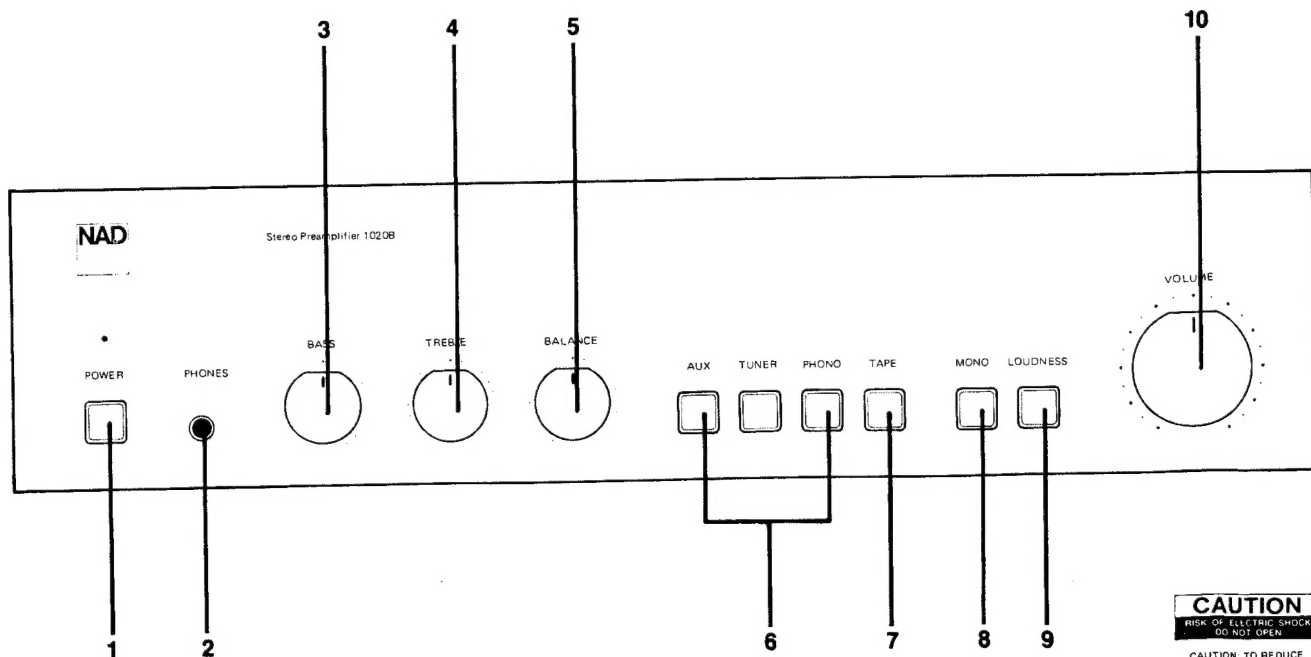 3 4 5 10
NAD
Stereo Preamplifier 1020B
VOLUME
BASS TREBLE BALANCE
POWER PHONES AUX TUNER PHONO TAPE MONO LOUDNESS
1 2 6 7 8 9
CAUTION
RISK OF ELECTRIC SHOCK
DO NOT OPEN
CAUTION: TO REDUCE